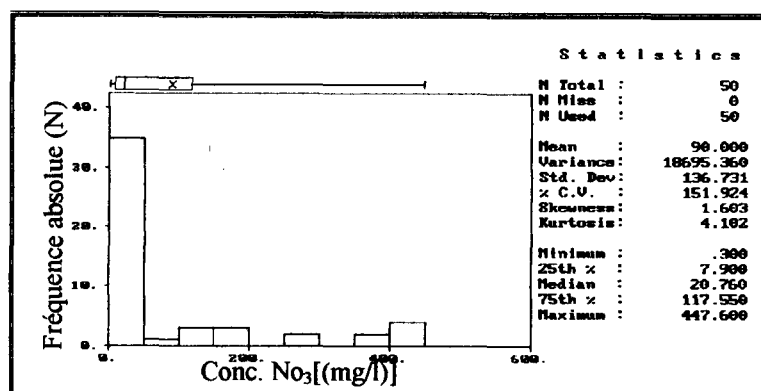 S t a t i s t i c s
N Total : 50
N Miss : 0
N Used : 50
Mean : 90.000
Variance: 18695.360
Std. Dev: 136.731
% C.V. : 151.924
Skewness: 1.603
Kurtosis: 4.102
Minimum : .300
25th % : 7.900
Median : 20.760
75th % : 117.550
Maximum : 447.600
Fréquence absolue (N)
40.
30.
20.
10.
0.
0. 200. 400. 600.
Conc. No₃[(mg/l)]